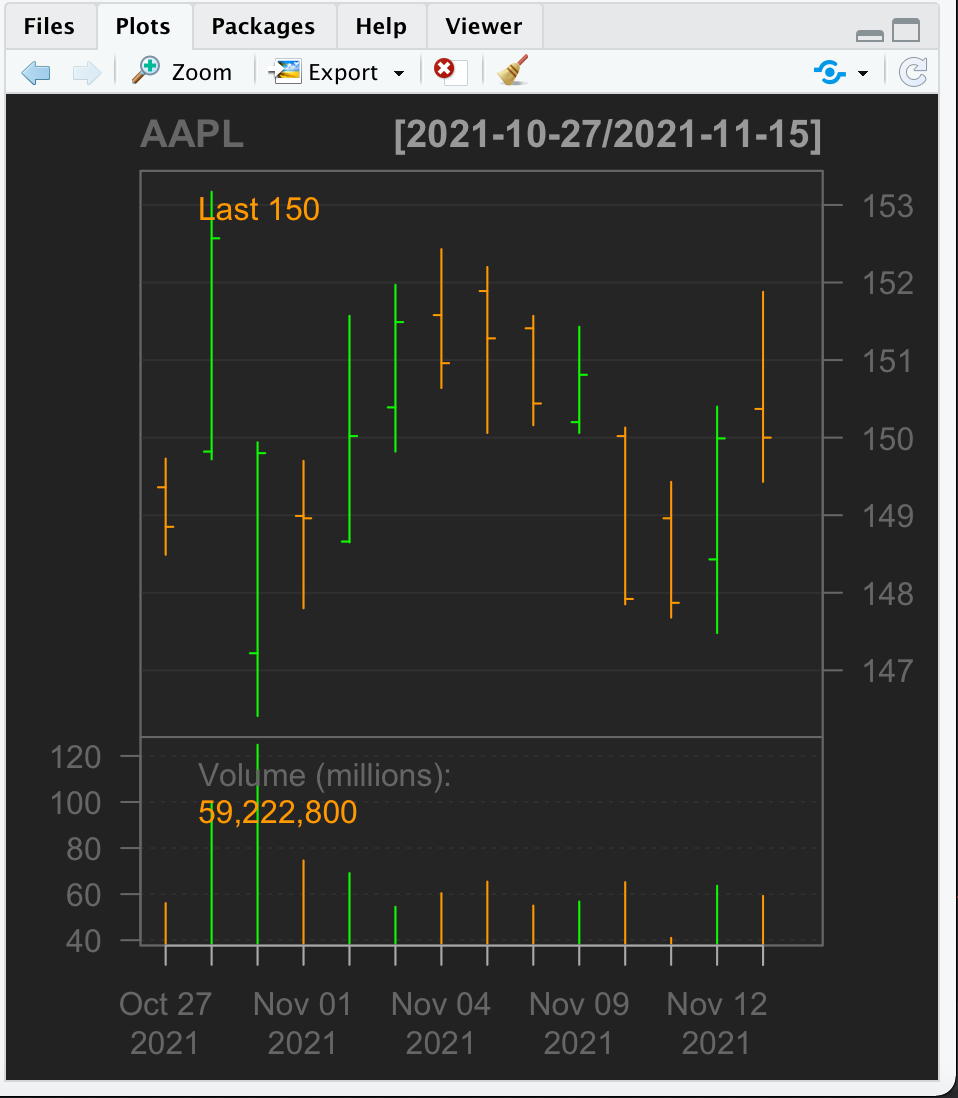 Files Plots Packages Help Viewer
Zoom Export
AAPL [2021-10-27/2021-11-15]
Last 150
153
152
151
150
149
148
147
Volume (millions):
59,222,800
120
100
80
60
40
Oct 27 Nov 01 Nov 04 Nov 09 Nov 12
2021 2021 2021 2021 2021